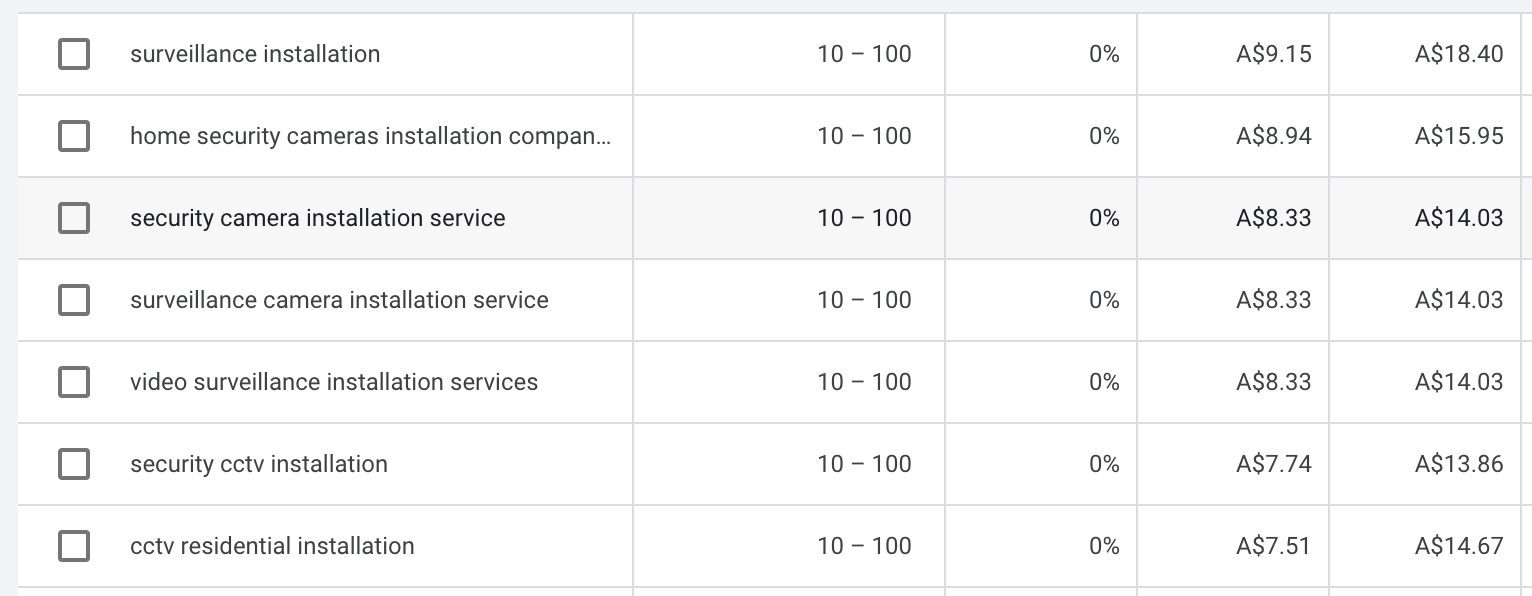 surveillance installation 10 – 100 0% A$9.15 A$18.40
home security cameras installation compan... 10 – 100 0% A$8.94 A$15.95
security camera installation service 10 – 100 0% A$8.33 A$14.03
surveillance camera installation service 10 – 100 0% A$8.33 A$14.03
video surveillance installation services 10 – 100 0% A$8.33 A$14.03
security cctv installation 10 – 100 0% A$7.74 A$13.86
cctv residential installation 10 – 100 0% A$7.51 A$14.67